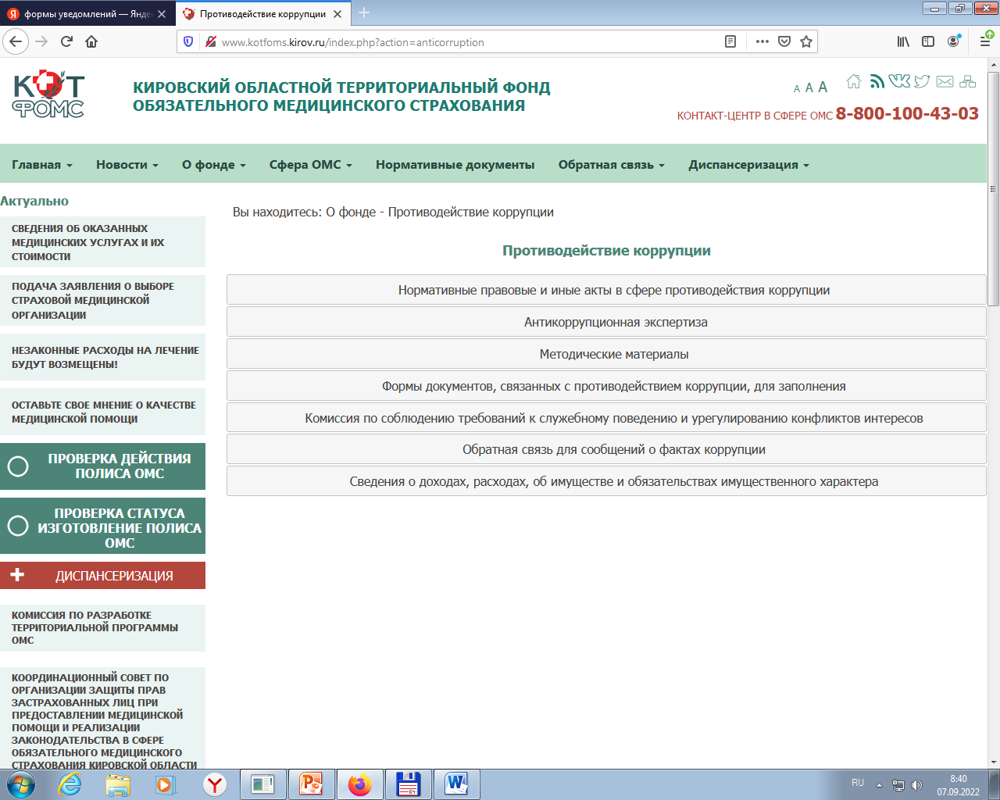 формы уведомлений — Яндек
Противодействие коррупции
www.kotfoms.kirov.ru/index.php?action=anticorruption
КОТ
ФОМС
КИРОВСКИЙ ОБЛАСТНОЙ ТЕРРИТОРИАЛЬНЫЙ ФОНД
ОБЯЗАТЕЛЬНОГО МЕДИЦИНСКОГО СТРАХОВАНИЯ
А А А
КОНТАКТ-ЦЕНТР В СФЕРЕ ОМС 8-800-100-43-03
Главная Новости О фонде Сфера ОМС Нормативные документы Обратная связь Диспансеризация
Актуально
СВЕДЕНИЯ ОБ ОКАЗАННЫХ
МЕДИЦИНСКИХ УСЛУГАХ И ИХ
СТОИМОСТИ
ПОДАЧА ЗАЯВЛЕНИЯ О ВЫБОРЕ
СТРАХОВОЙ МЕДИЦИНСКОЙ
ОРГАНИЗАЦИИ
НЕЗАКОННЫЕ РАСХОДЫ НА ЛЕЧЕНИЕ
БУДУТ ВОЗМЕЩЕНЫ!
ОСТАВЬТЕ СВОЕ МНЕНИЕ О КАЧЕСТВЕ
МЕДИЦИНСКОЙ ПОМОЩИ
ПРОВЕРКА ДЕЙСТВИЯ
ПОЛИСА ОМС
ПРОВЕРКА СТАТУСА
ИЗГОТОВЛЕНИЕ ПОЛИСА
ОМС
ДИСПАНСЕРИЗАЦИЯ
КОМИССИЯ ПО РАЗРАБОТКЕ
ТЕРРИТОРИАЛЬНОЙ ПРОГРАММЫ
ОМС
КООРДИНАЦИОННЫЙ СОВЕТ ПО
ОРГАНИЗАЦИИ ЗАЩИТЫ ПРАВ
ЗАСТРАХОВАННЫХ ЛИЦ ПРИ
ПРЕДОСТАВЛЕНИИ МЕДИЦИНСКОЙ
ПОМОЩИ И РЕАЛИЗАЦИИ
ЗАКОНОДАТЕЛЬСТВА В СФЕРЕ
ОБЯЗАТЕЛЬНОГО МЕДИЦИНСКОГО
СТРАХОВАНИЯ КИРОВСКОЙ ОБЛАСТИ
Вы находитесь: О фонде - Противодействие коррупции
Противодействие коррупции
Нормативные правовые и иные акты в сфере противодействия коррупции
Антикоррупционная экспертиза
Методические материалы
Формы документов, связанных с противодействием коррупции, для заполнения
Комиссия по соблюдению требований к служебному поведению и урегулированию конфликтов интересов
Обратная связь для сообщений о фактах коррупции
Сведения о доходах, расходах, об имуществе и обязательствах имущественного характера
64
RU
8:40
07.09.2022